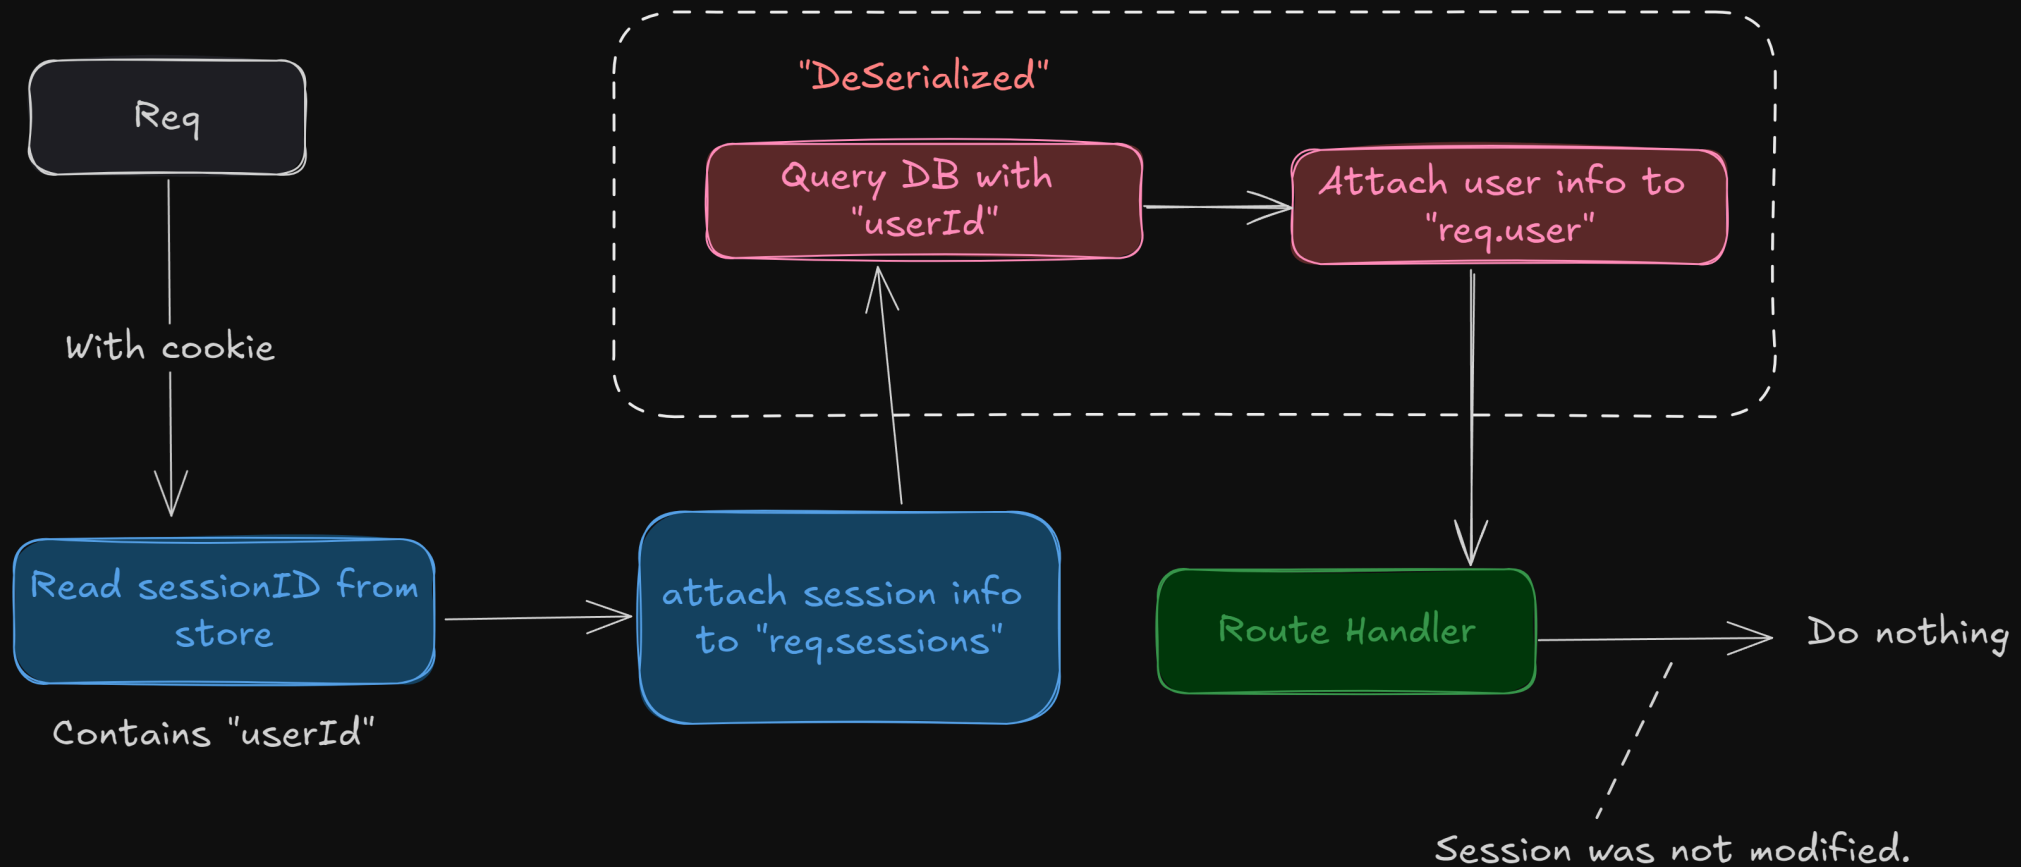 Req
With cookie
Read sessionID from
store
Contains "userId"
attach session info
to "req.sessions"
"DeSerialized"
Query DB with
"userId"
Attach user info to
"req.user"
Route Handler
Do nothing
Session was not modified.